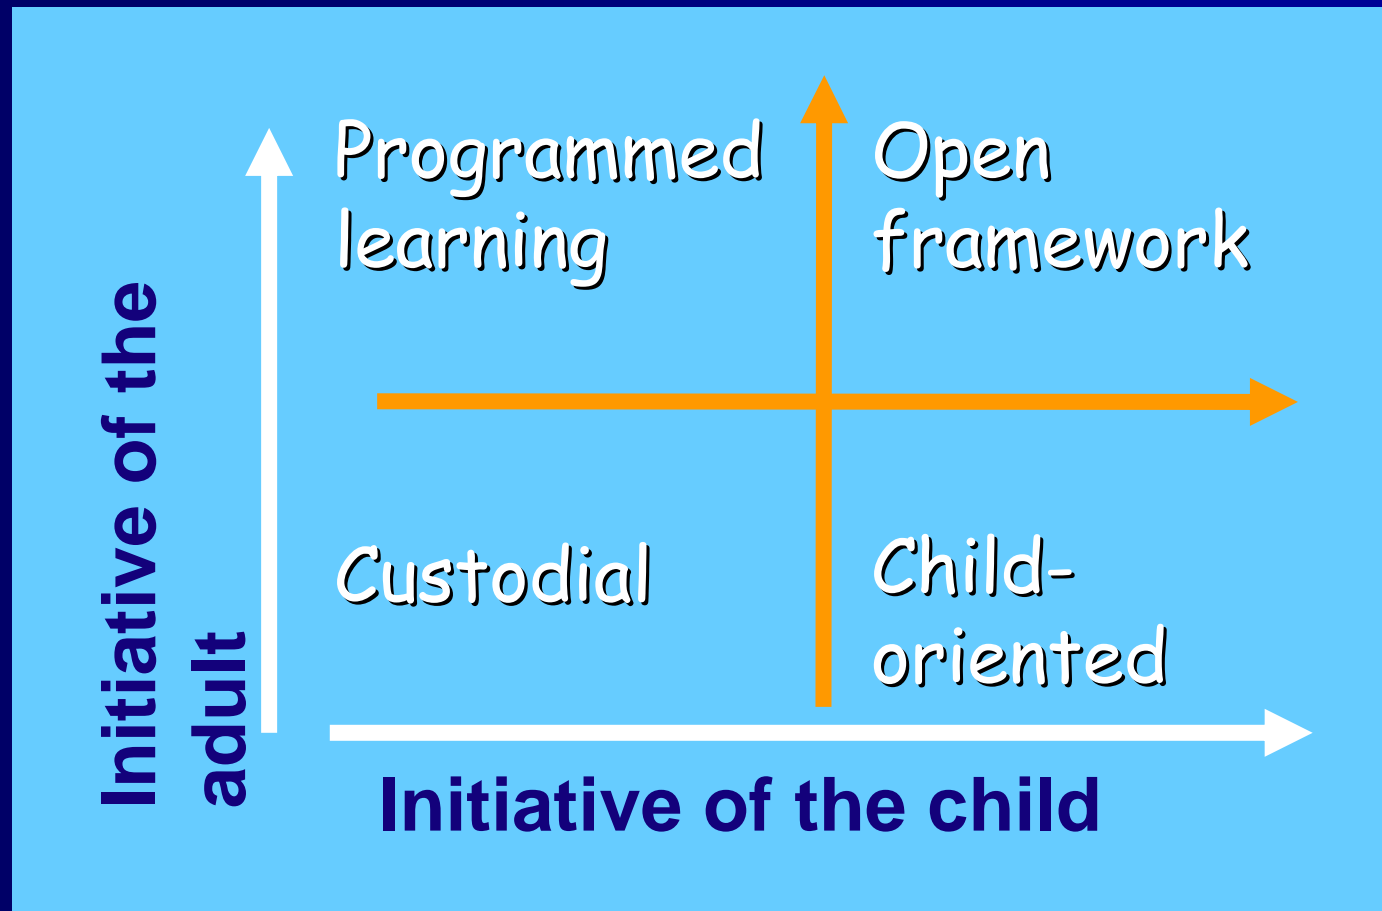 Programmed
learning
Open
framework
Initiative of the
adult
Custodial
Child-
oriented
Initiative of the child